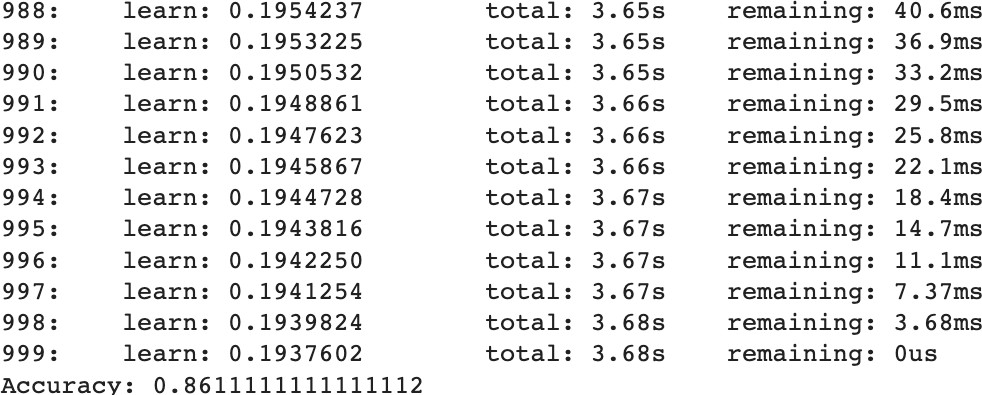 988:	learn: 0.1954237	total: 3.65s	remaining: 40.6ms
989:	learn: 0.1953225	total: 3.65s	remaining: 36.9ms
990:	learn: 0.1950532	total: 3.65s	remaining: 33.2ms
991:	learn: 0.1948861	total: 3.66s	remaining: 29.5ms
992:	learn: 0.1947623	total: 3.66s	remaining: 25.8ms
993:	learn: 0.1945867	total: 3.66s	remaining: 22.1ms
994:	learn: 0.1944728	total: 3.67s	remaining: 18.4ms
995:	learn: 0.1943816	total: 3.67s	remaining: 14.7ms
996:	learn: 0.1942250	total: 3.67s	remaining: 11.1ms
997:	learn: 0.1941254	total: 3.67s	remaining: 7.37ms
998:	learn: 0.1939824	total: 3.68s	remaining: 3.68ms
999:	learn: 0.1937602	total: 3.68s	remaining: 0us
Accuracy: 0.8611111111111112